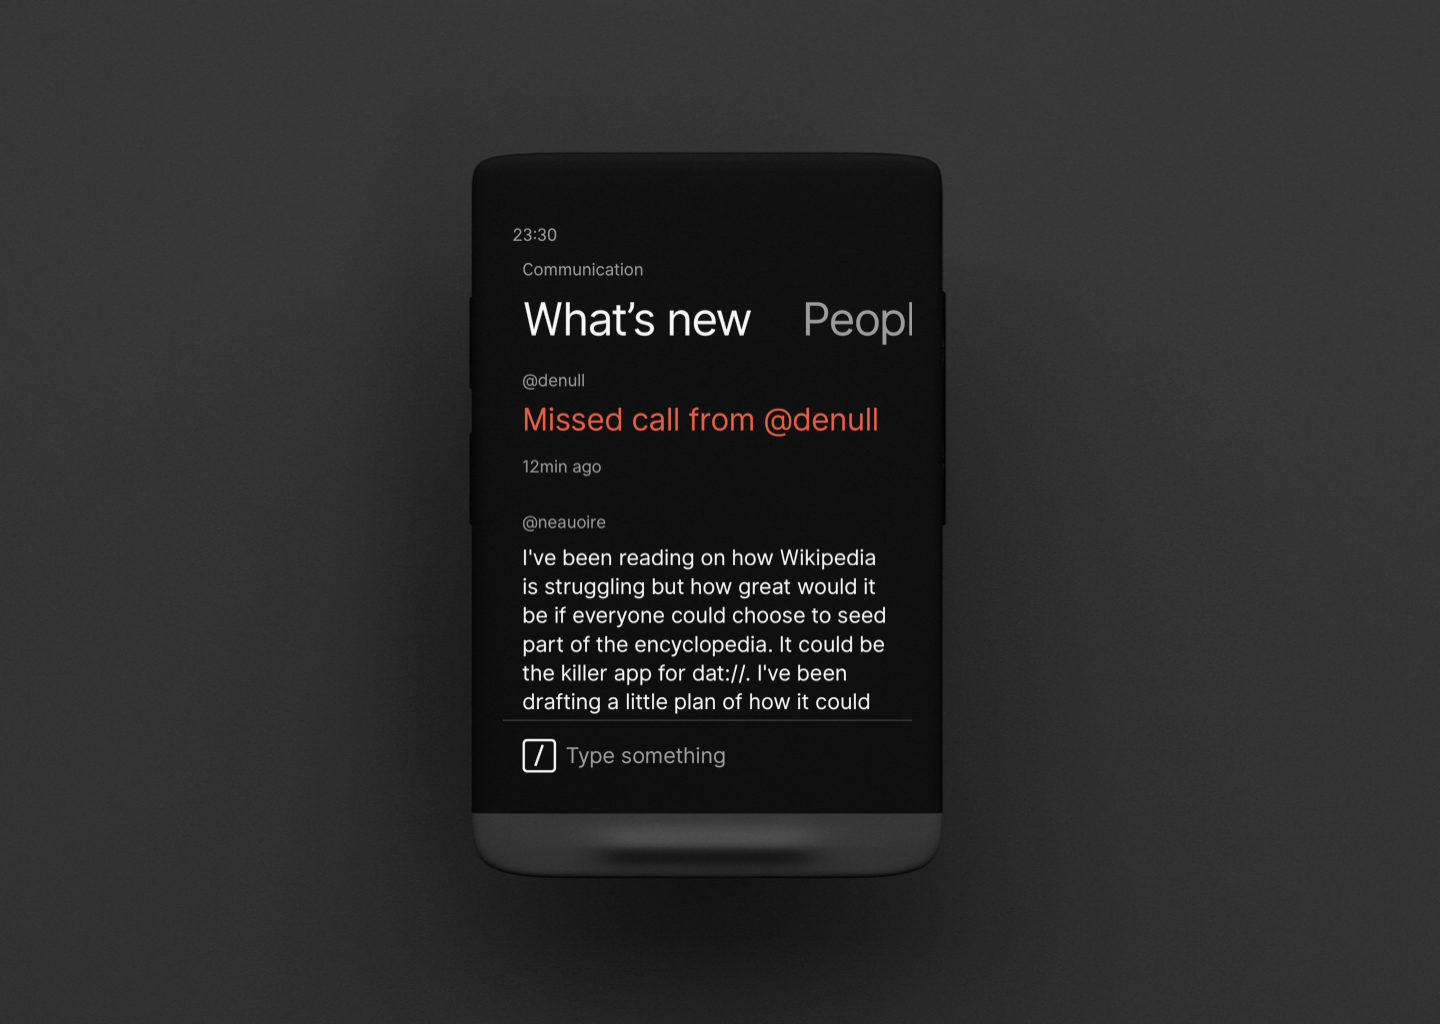 23:30
Communication
What’s new Peopl
@denull
Missed call from @denull
12min ago
@neauoire
I've been reading on how Wikipedia
is struggling but how great would it
be if everyone could choose to seed
part of the encyclopedia. It could be
the killer app for dat://. I've been
drafting a little plan of how it could
/ Type something